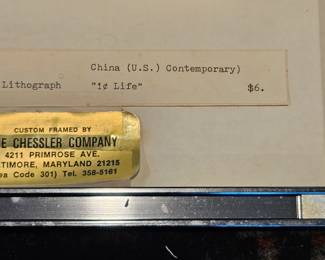 China (U.S.) Contemporary)
Lithograph "1¢ Life" $6.
CUSTOM FRAMED BY
E CHESSLER COMPANY
4211 PRIMROSE AVE.
TIMORE, MARYLAND 21215
ea Code 301) Tel. 358-5161